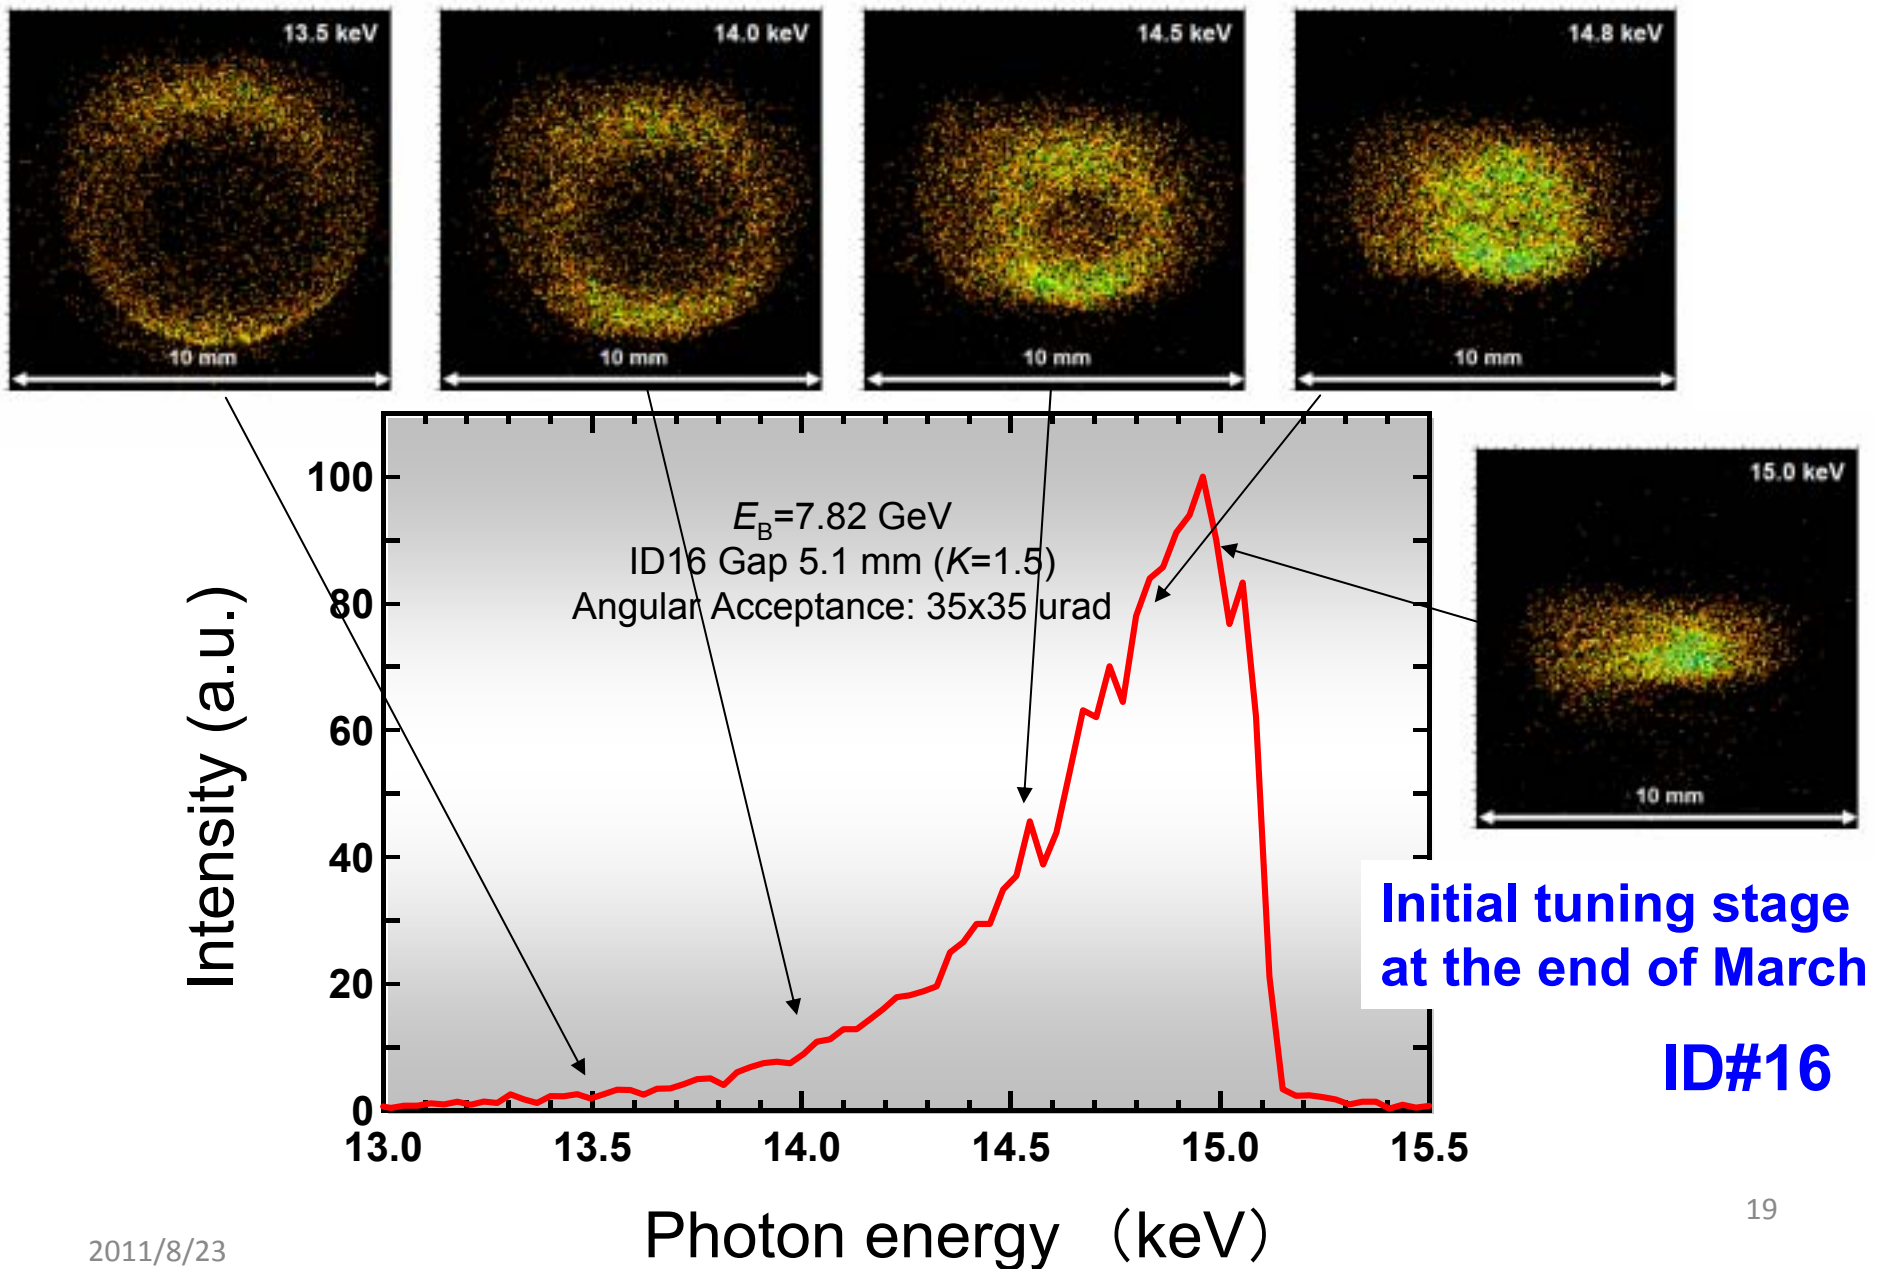 13.5 keV
14.0 keV
14.5 keV
14.8 keV
10 mm
10 mm
10 mm
10 mm
15.0 keV
10 mm
E_B=7.82 GeV
ID16 Gap 5.1 mm (K=1.5)
Angular Acceptance: 35x35 urad
Intensity (a.u.)
100
80
60
40
20
0
13.0
13.5
14.0
14.5
15.0
15.5
Photon energy （keV）
Initial tuning stage
at the end of March
ID#16
2011/8/23
19